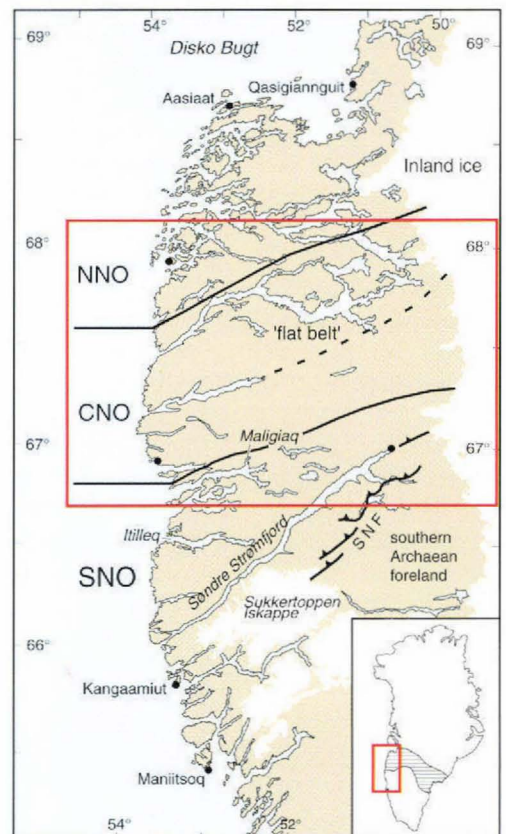 54°
52°
50°
69°
69°
Disko Bugt
Qasigiannguit
Aasiaat
Inland ice
68°
68°
NNO
'flat belt'
CNO
Maligiaq
67°
67°
Itilleq
Søndre Strømfjord
SNF
southern
Archaean
foreland
SNO
Sukkertoppen
Iskappe
66°
Kangaamiut
Maniitsoq
54°
52°